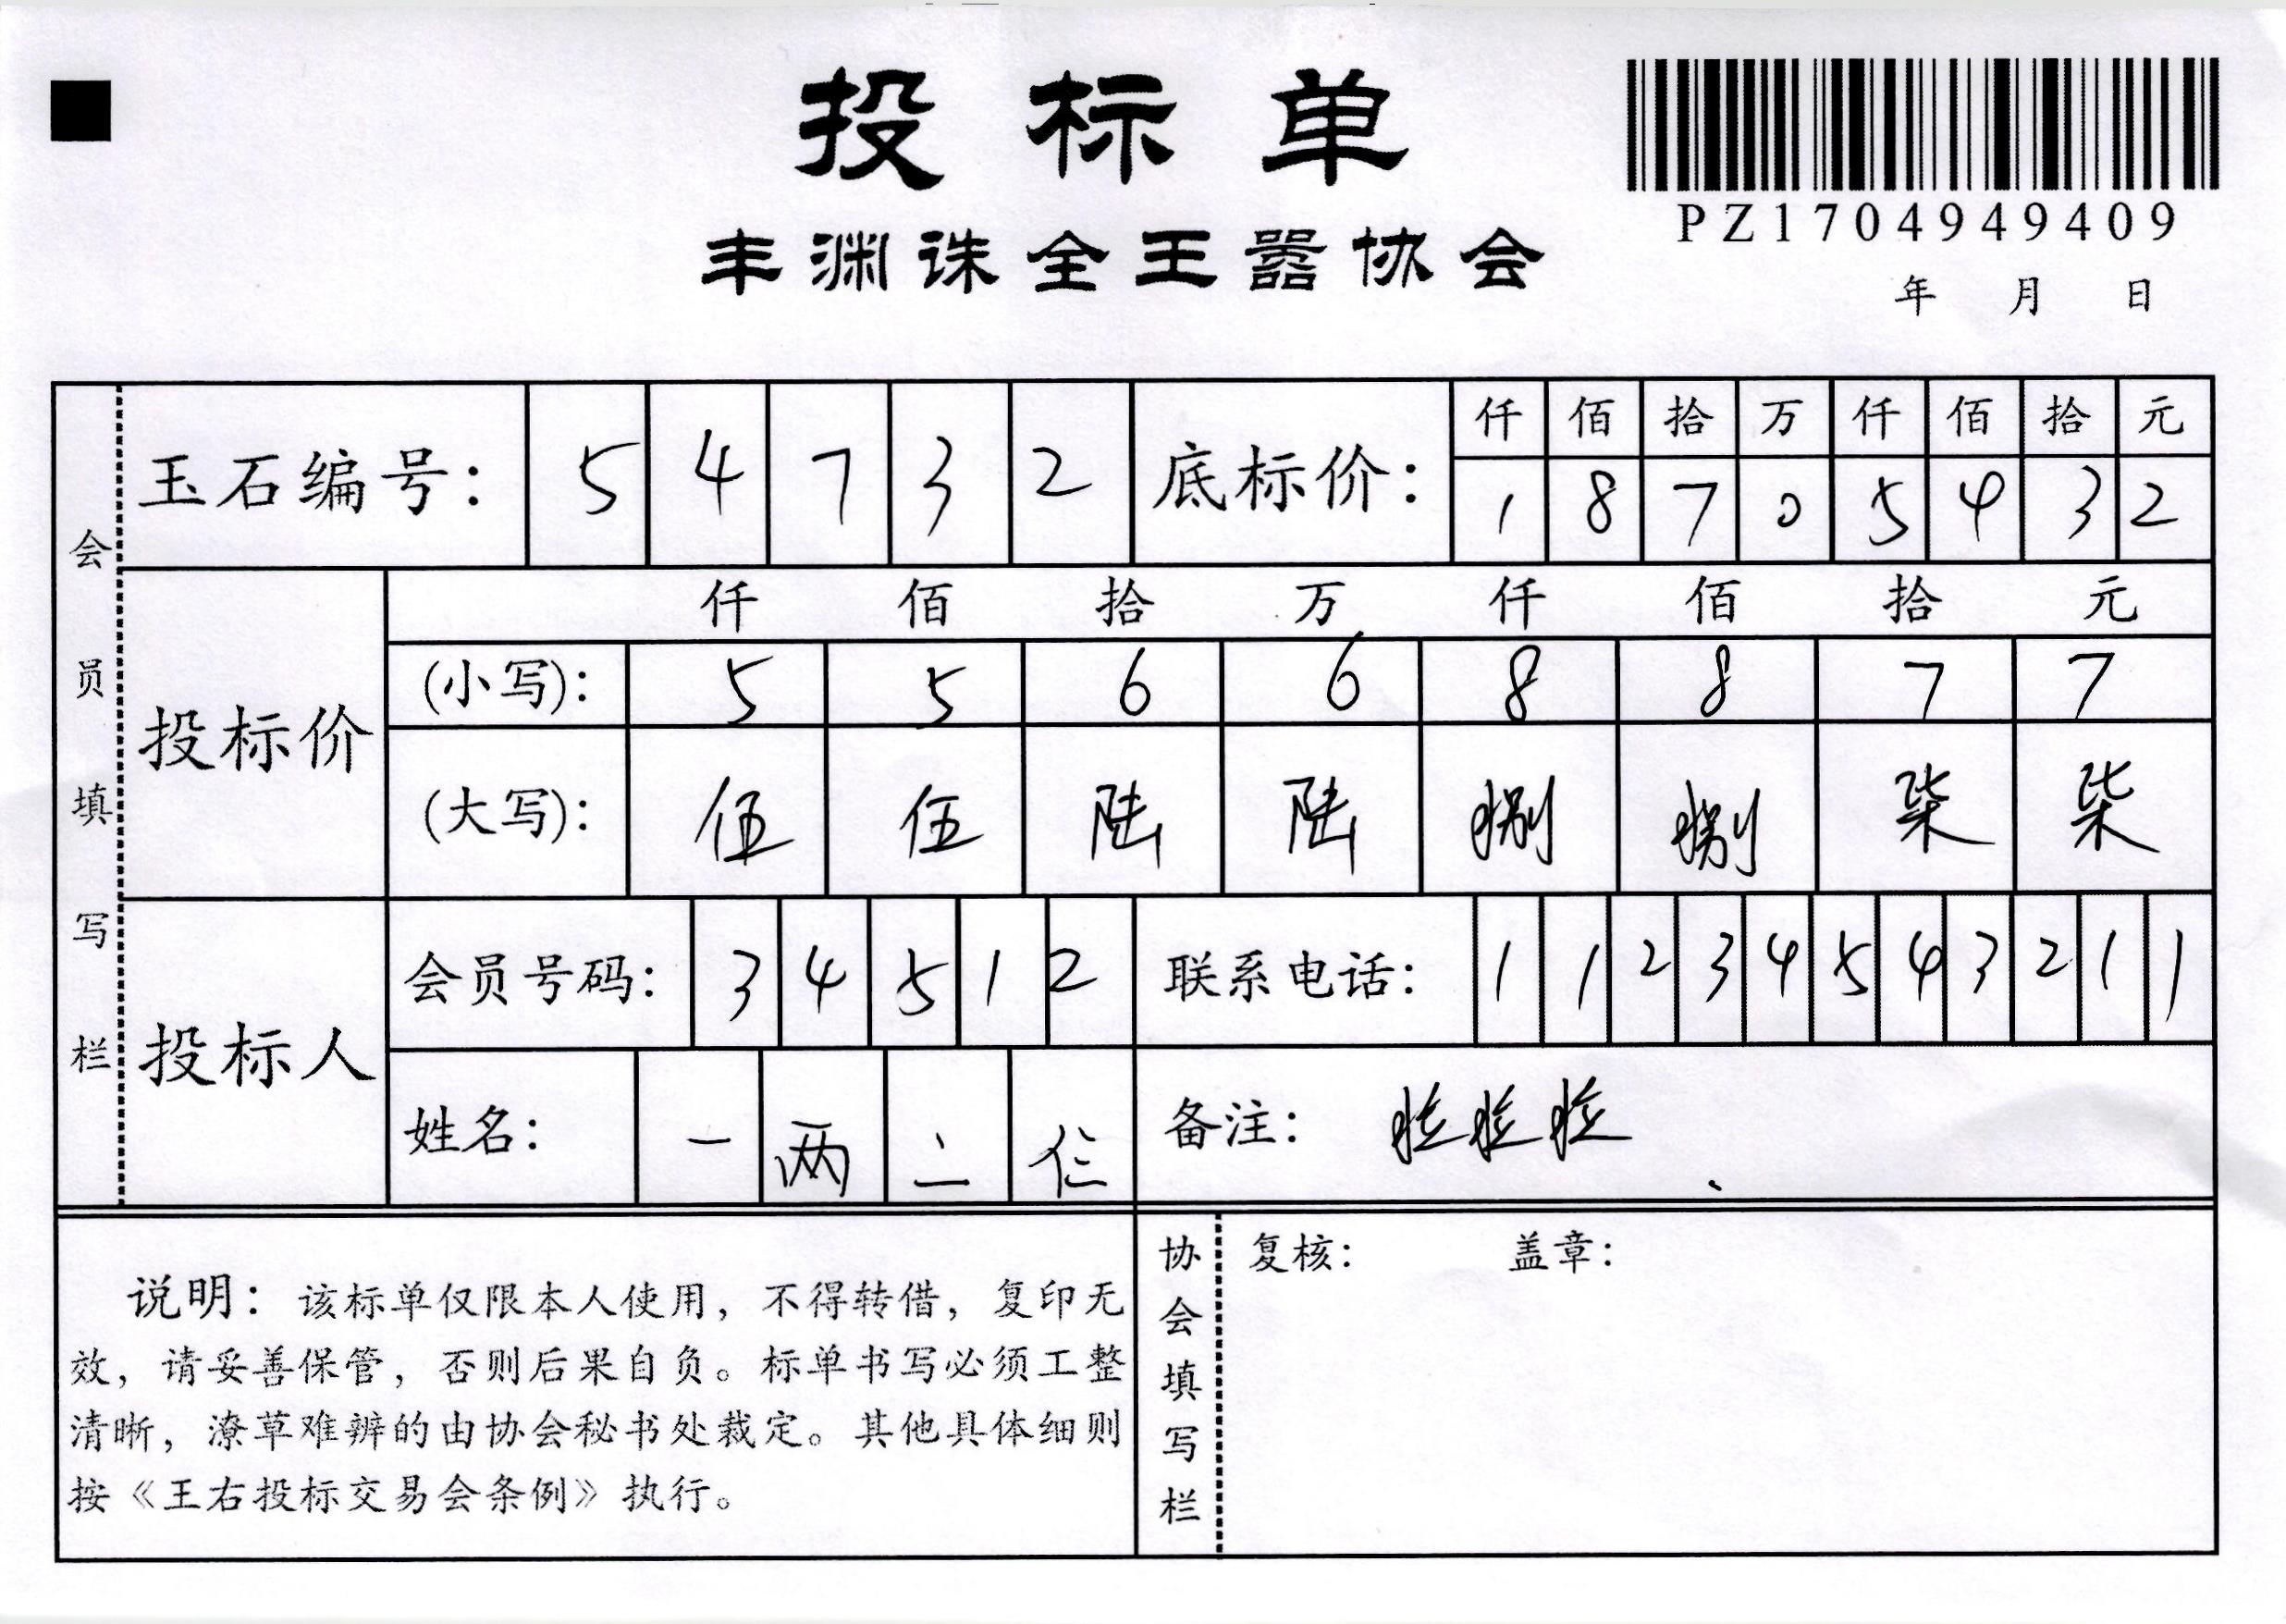 投标单
PZ1704949409
丰渊诛全王嚣协会
年 月 日
会员填写栏
玉石编号: 5 4 7 3 2 底标价: 仟 佰 拾 万 仟 佰 拾 元
1 8 7 0 5 4 3 2
投标价
仟 佰 拾 万 仟 佰 拾 元
(小写): 5 5 6 6 8 8 7 7
(大写): 伍 伍 陆 陆 捌 捌 柒 柒
投标人
会员号码: 3 4 5 1 2 联系电话: 1 1 2 3 4 5 4 3 2 1 1
姓名: 一 两 二 仨 备注:
说明: 该标单仅限本人使用, 不得转借, 复印无
效, 请妥善保管, 否则后果自负。标单书写必须工整
清晰, 潦草难辨的由协会秘书处裁定。其他具体细则
按《王右投标交易会条例》执行。
协会填写栏
复核: 盖章: